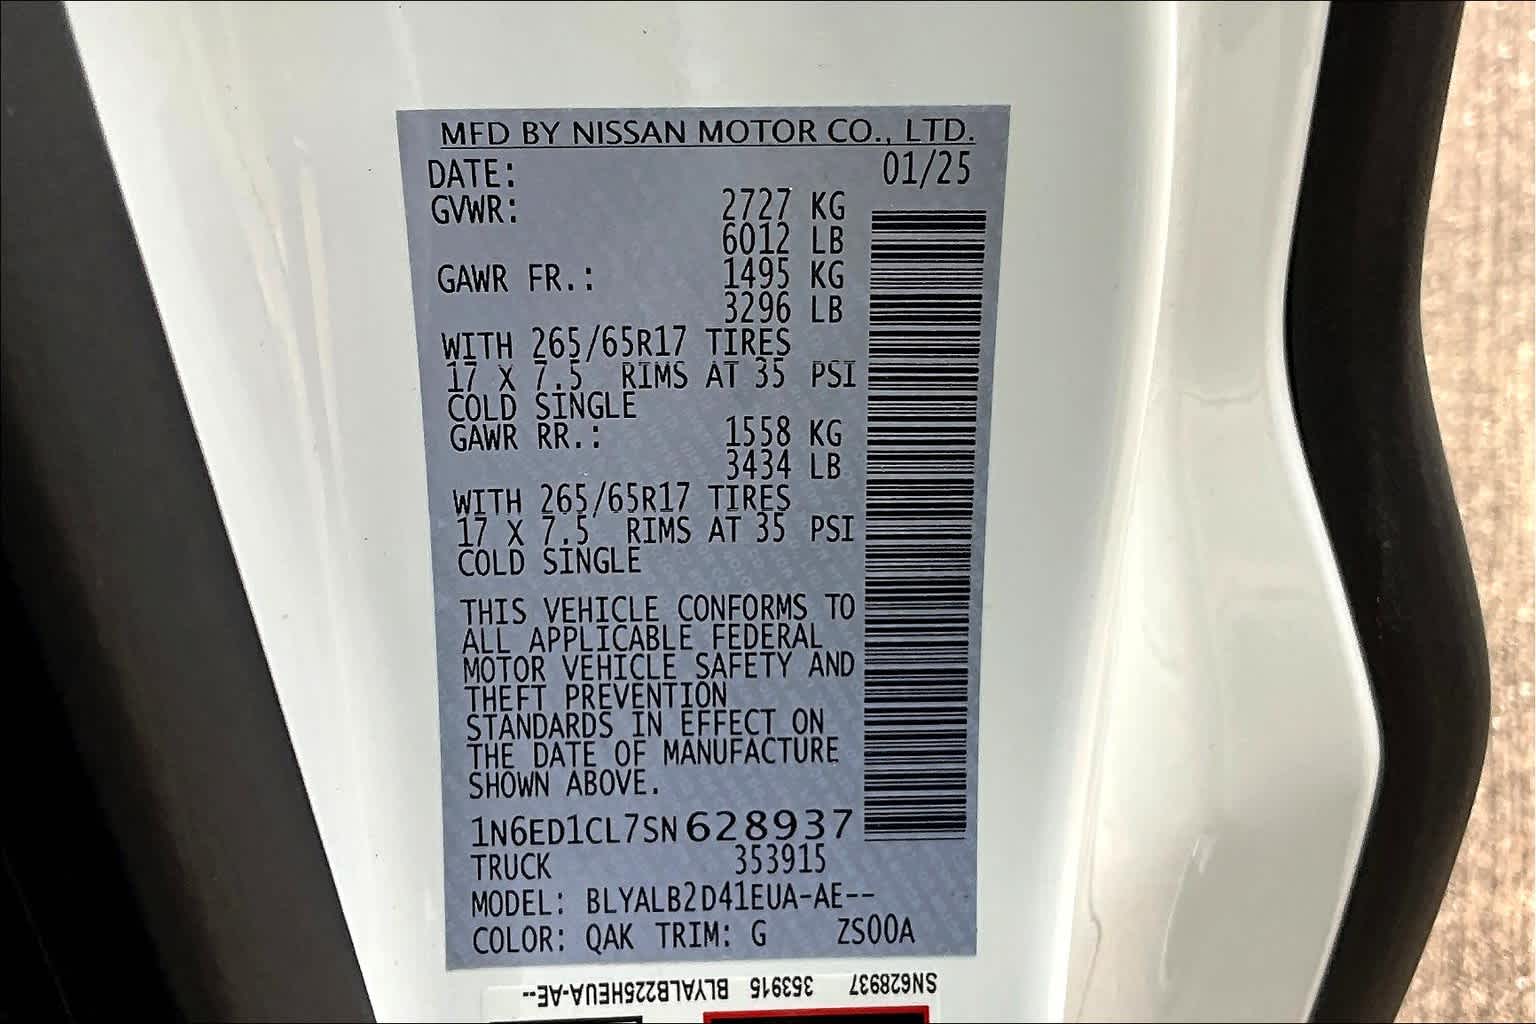 MFD BY NISSAN MOTOR CO., LTD.
DATE: 01/25
GVWR: 2727 KG
6012 LB
GAWR FR.: 1495 KG
3296 LB
WITH 265/65R17 TIRES
17 X 7.5 RIMS AT 35 PSI
COLD SINGLE
GAWR RR.: 1558 KG
3434 LB
WITH 265/65R17 TIRES
17 X 7.5 RIMS AT 35 PSI
COLD SINGLE
THIS VEHICLE CONFORMS TO
ALL APPLICABLE FEDERAL
MOTOR VEHICLE SAFETY AND
THEFT PREVENTION
STANDARDS IN EFFECT ON
THE DATE OF MANUFACTURE
SHOWN ABOVE.
1N6ED1CL7SN628937
TRUCK 353915
MODEL: BLYALB2D41EUA-AE--
COLOR: QAK TRIM: G ZS00A
SN628937 353915 BLYALB225HEUA-AE--